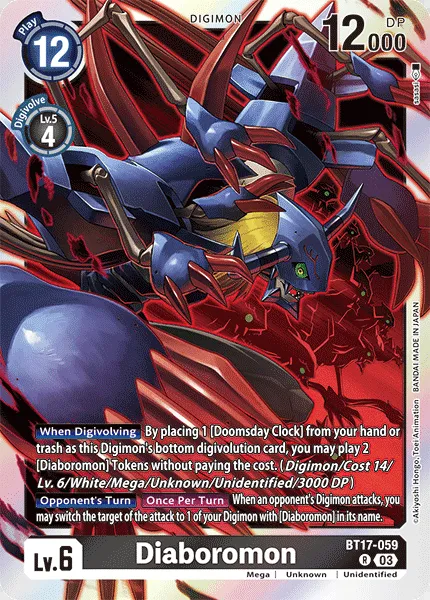 Play
12
DIGIMON
DP
12000
Digivolve
Lv.5
4
sasasi
©Akiyoshi Hongo, Toei Animation BANDAI MADE IN JAPAN
When Digivolving By placing 1 [Doomsday Clock] from your hand or
trash as this Digimon's bottom digivolution card, you may play 2
[Diaboromon] Tokens without paying the cost. (Digimon/Cost 14/
Lv. 6/White/Mega/Unknown/Unidentified/3000 DP)
Opponent's Turn Once Per Turn When an opponent's Digimon attacks, you
may switch the target of the attack to 1 of your Digimon with [Diaboromon] in its name.
Lv.6
Diaboromon
BT17-059
R 03
Mega | Unknown | Unidentified